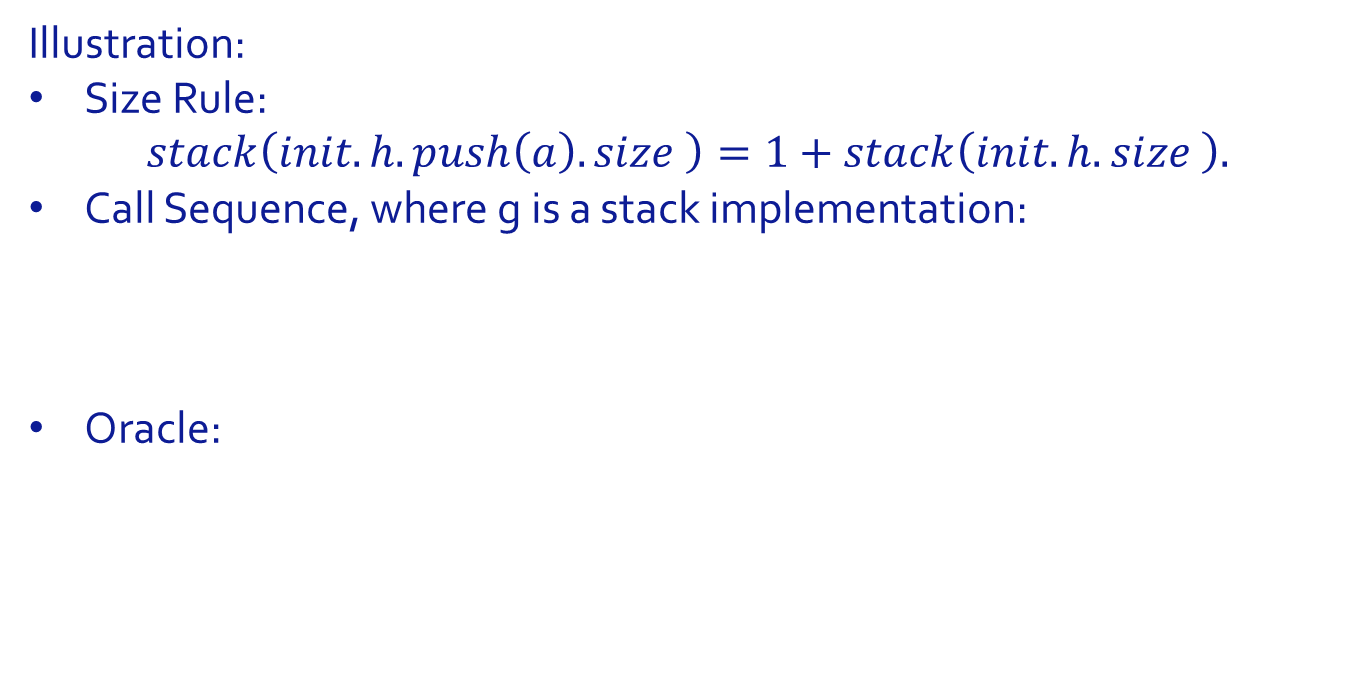 Illustration:
• Size Rule:
stack(init. h. push(a). size ) = 1 + stack(init. h. size ).
• Call Sequence, where g is a stack implementation:
• Oracle: